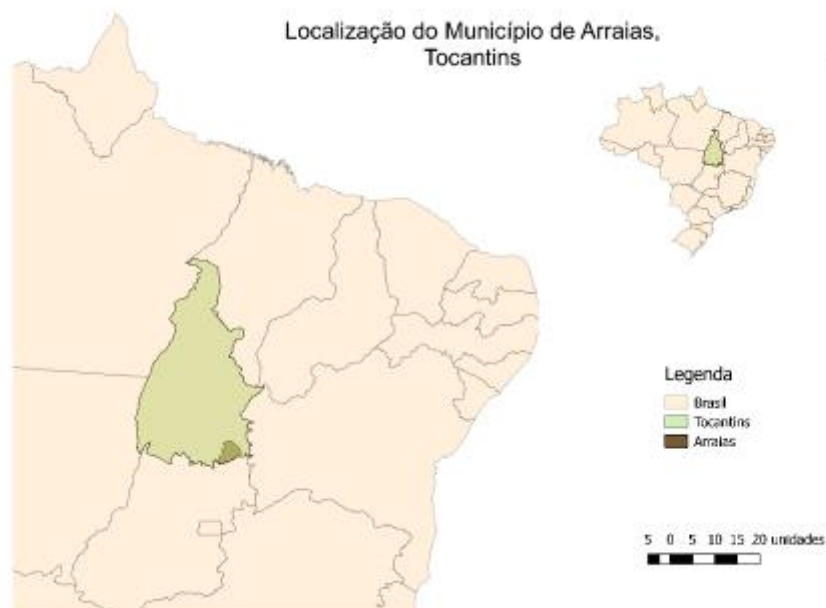 Localização do Município de Arraias,
Tocantins
Legenda
Brasil
Tocantins
Arraias
5 0 5 10 15 20 unidades